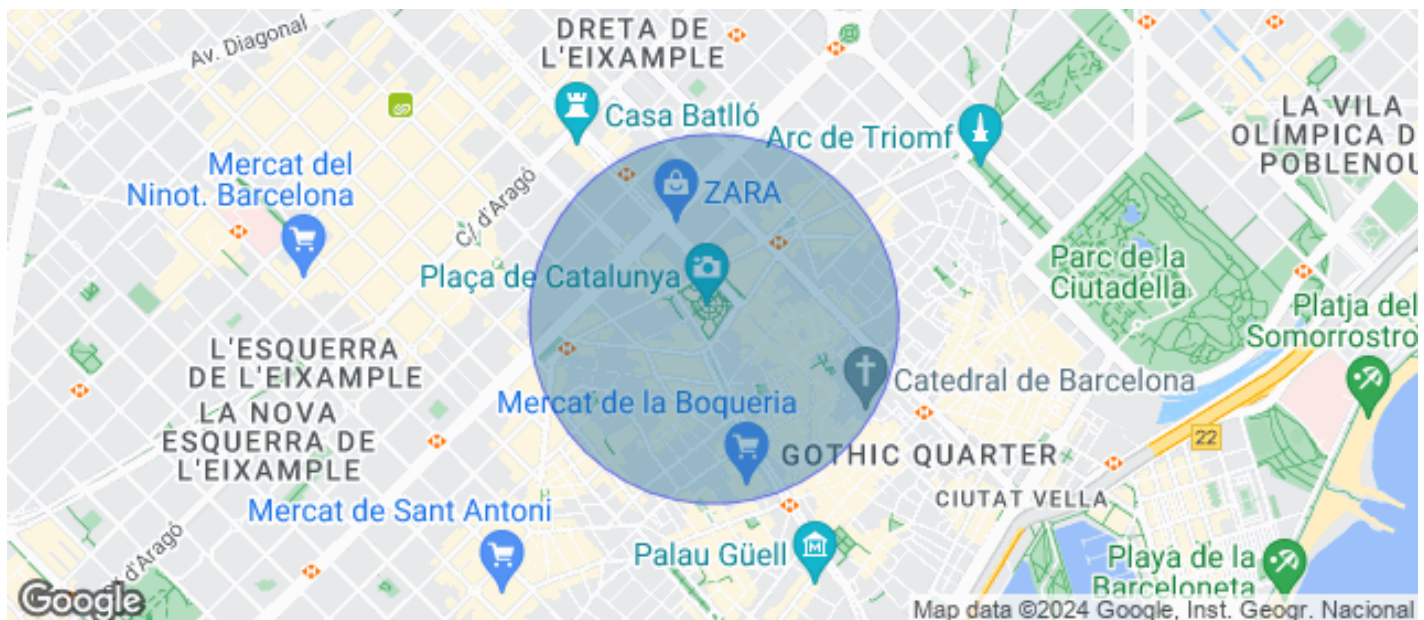 Av. Diagonal
DRETA DE
L'EIXAMPLE
Casa Batlló
Arc de Triomf
LA VILA
OLÍMPICA D
POBLENOU
Mercat del
Ninot. Barcelona
C/ d'Aragó
ZARA
Plaça de Catalunya
Parc de la
Ciutadella
Platja del
Somorrostro
L'ESQUERRA
DE L'EIXAMPLE
LA NOVA
ESQUERRA DE
L'EIXAMPLE
Catedral de Barcelona
Mercat de la Boqueria
GOTHIC QUARTER
22
CIUTAT VELLA
Mercat de Sant Antoni
Palau Güell
Playa de la
Barceloneta
d'Aragó
Google
Map data ©2024 Google, Inst. Geogr. Nacional